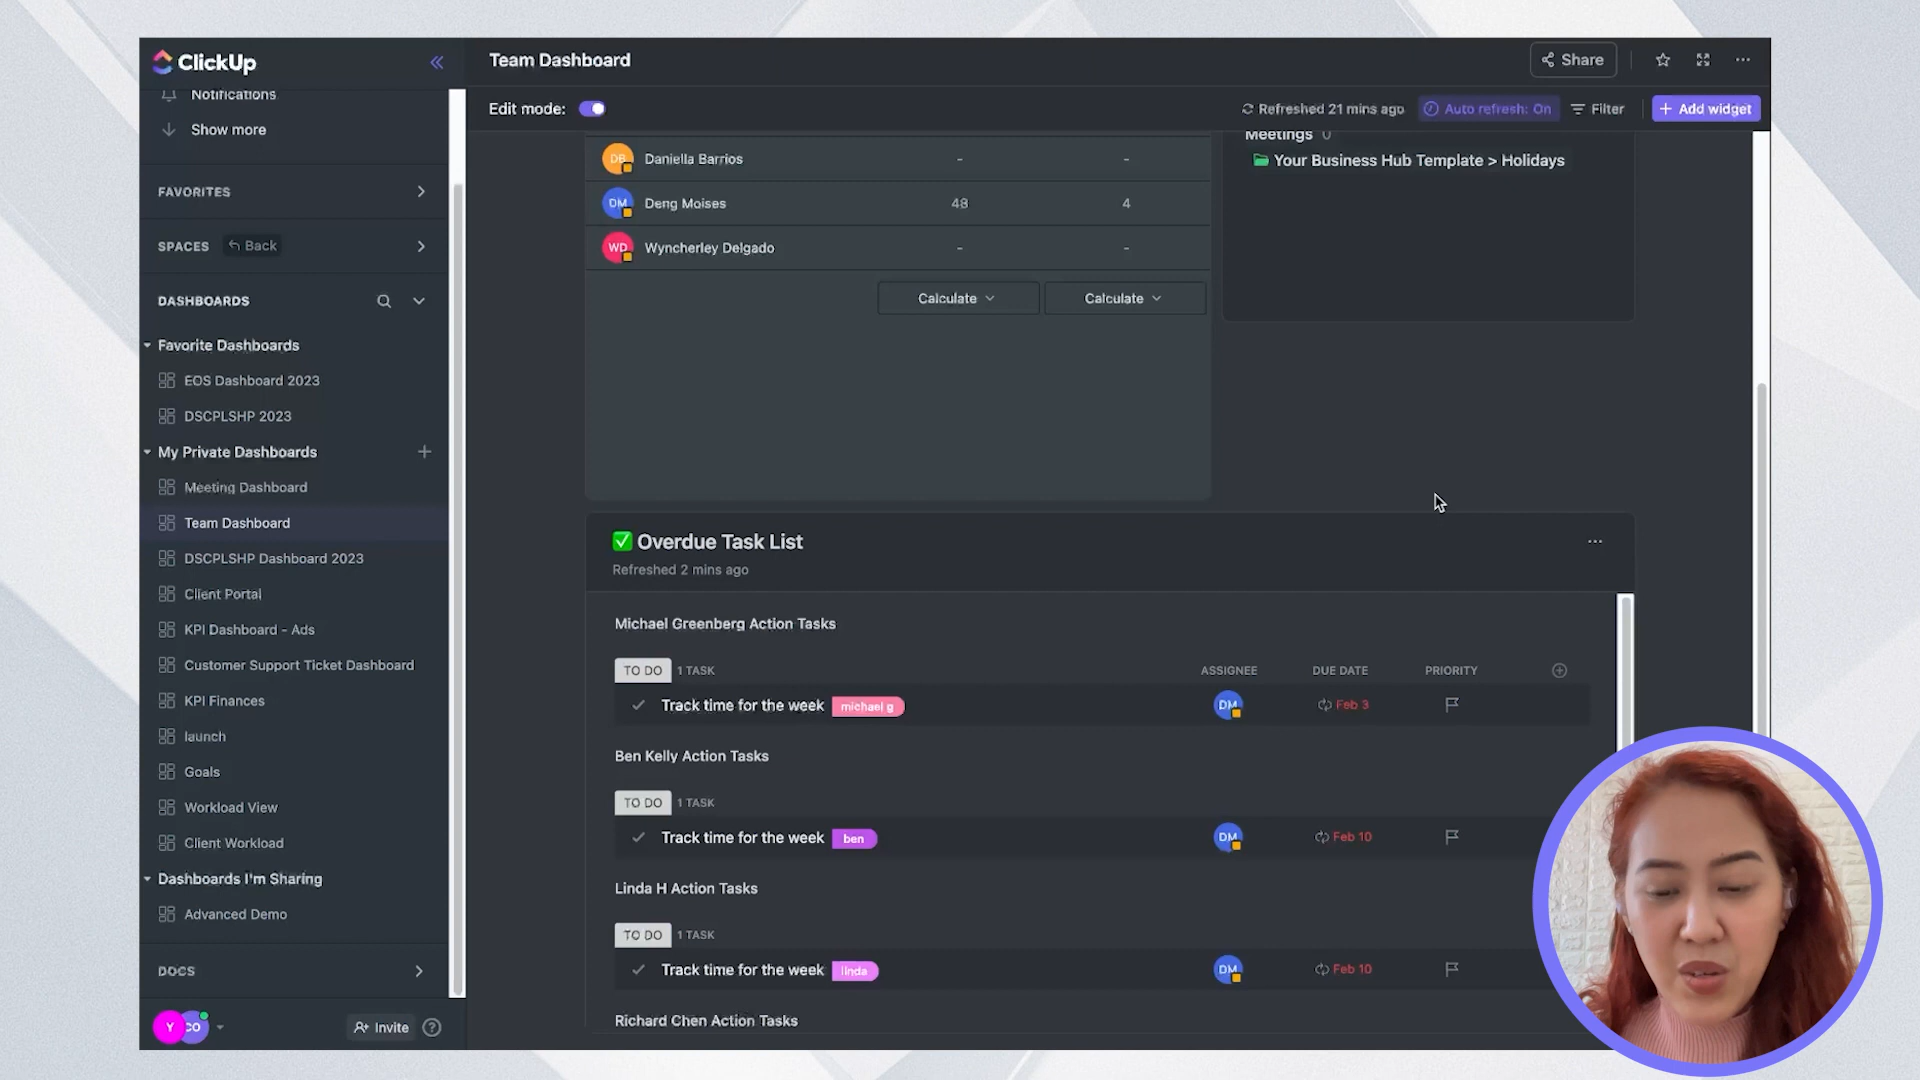 ClickUp
Notifications
Show more
FAVORITES
SPACES Back
DASHBOARDS
Favorite Dashboards
EOS Dashboard 2023
DSCPLSHP 2023
My Private Dashboards
Meeting Dashboard
Team Dashboard
DSCPLSHP Dashboard 2023
Client Portal
KPI Dashboard - Ads
Customer Support Ticket Dashboard
KPI Finances
launch
Goals
Workload View
Client Workload
Dashboards I'm Sharing
Advanced Demo
DOCS
Y CO Invite ?
Team Dashboard
Share
Edit mode:
Refreshed 21 mins ago Auto refresh: On Filter + Add widget
DB Daniella Barrios - -
DM Deng Moises 48 4
WD Wyncherley Delgado - -
Calculate Calculate
Meetings 0
Your Business Hub Template > Holidays
✅ Overdue Task List
Refreshed 2 mins ago
Michael Greenberg Action Tasks
TO DO 1 TASK ASSIGNEE DUE DATE PRIORITY
Track time for the week michael g DM Feb 3
Ben Kelly Action Tasks
TO DO 1 TASK
Track time for the week ben DM Feb 10
Linda H Action Tasks
TO DO 1 TASK
Track time for the week linda DM Feb 10
Richard Chen Action Tasks